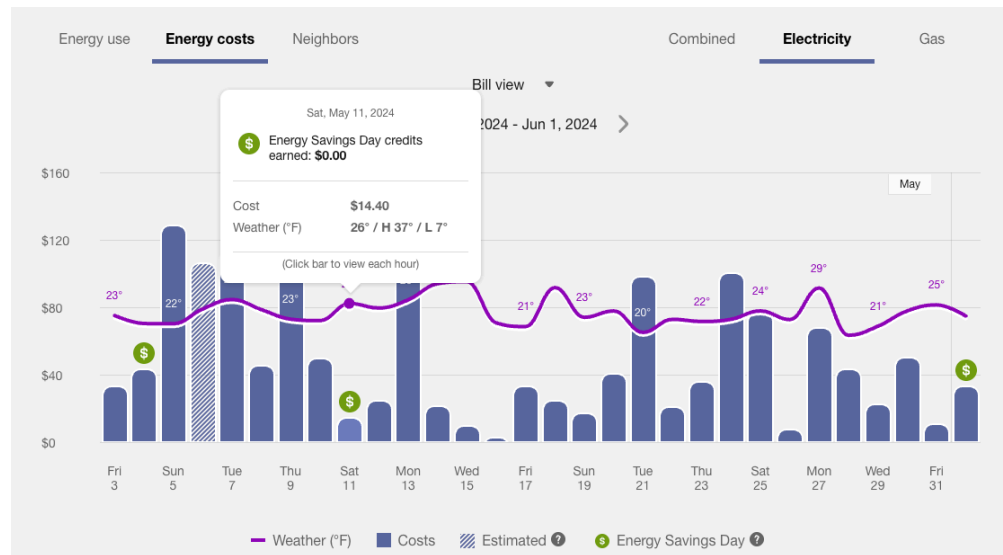 Energy use Energy costs Neighbors Combined Electricity Gas
Bill view
2024 - Jun 1, 2024
Sat, May 11, 2024
$ Energy Savings Day credits
earned: $0.00
Cost $14.40
Weather (°F) 26° / H 37° / L 7°
(Click bar to view each hour)
$160
$120
$80
$40
$0
May
23°
22°
23°
21°
23°
20°
22°
24°
29°
21°
25°
$
$
$
Fri Sun Tue Thu Sat Mon Wed Fri Sun Tue Thu Sat Mon Wed Fri
3 5 7 9 11 13 15 17 19 21 23 25 27 29 31
Weather (°F) Costs Estimated ? $ Energy Savings Day ?